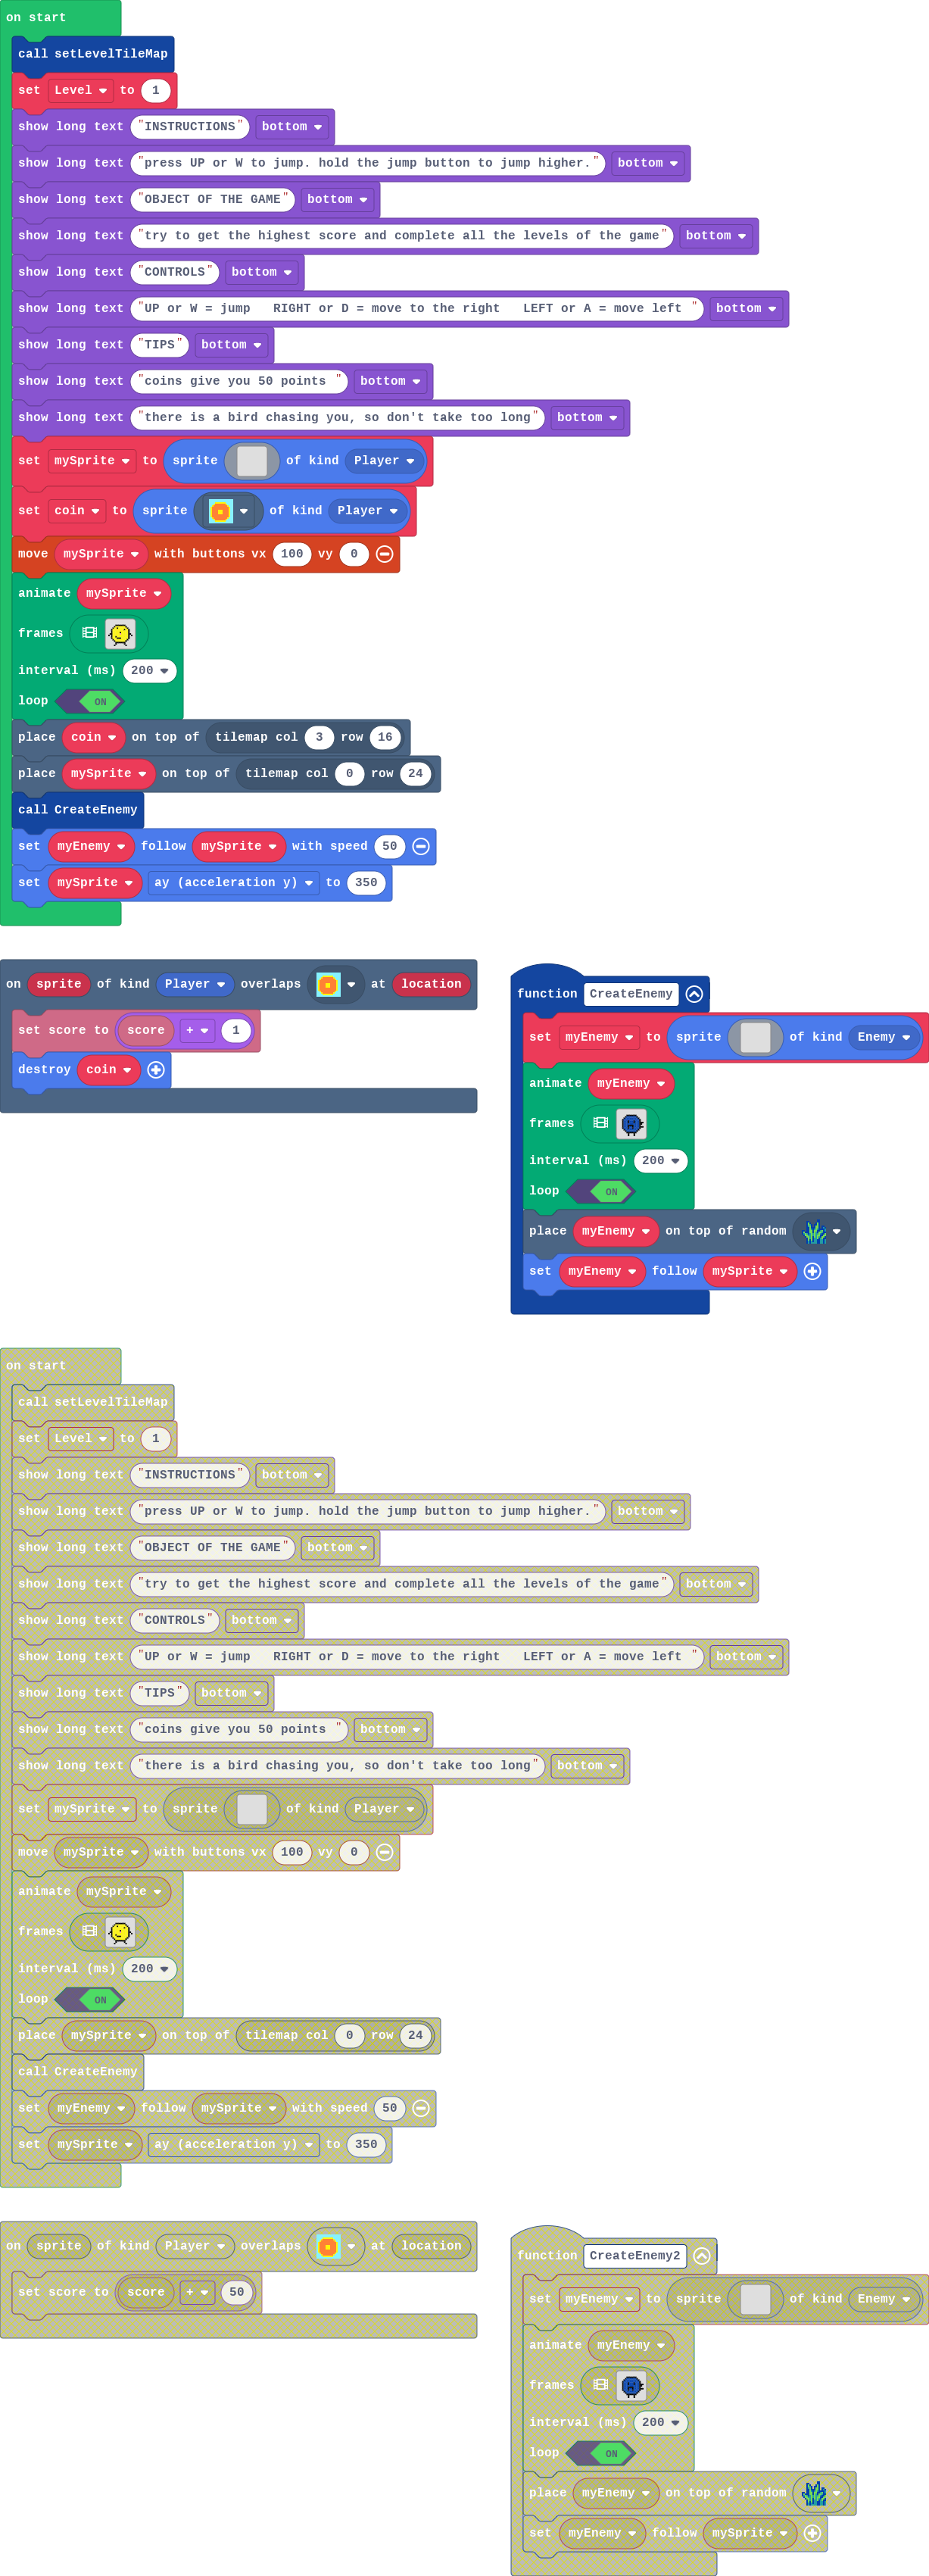 on start
call setLevelTileMap
set Level to 1
show long text "INSTRUCTIONS" bottom
show long text "press UP or W to jump. hold the jump button to jump higher." bottom
show long text "OBJECT OF THE GAME" bottom
show long text "try to get the highest score and complete all the levels of the game" bottom
show long text "CONTROLS" bottom
show long text "UP or W = jump   RIGHT or D = move to the right   LEFT or A = move left " bottom
show long text "TIPS" bottom
show long text "coins give you 50 points " bottom
show long text "there is a bird chasing you, so don't take too long" bottom
set mySprite to sprite of kind Player
set coin to sprite of kind Player
move mySprite with buttons vx 100 vy 0
animate mySprite
frames
interval (ms) 200
loop ON
place coin on top of tilemap col 3 row 16
place mySprite on top of tilemap col 0 row 24
call CreateEnemy
set myEnemy follow mySprite with speed 50
set mySprite ay (acceleration y) to 350
on sprite of kind Player overlaps at location
set score to score + 1
destroy coin
function CreateEnemy
set myEnemy to sprite of kind Enemy
animate myEnemy
frames
interval (ms) 200
loop ON
place myEnemy on top of random
set myEnemy follow mySprite
on start
call setLevelTileMap
set Level to 1
show long text "INSTRUCTIONS" bottom
show long text "press UP or W to jump. hold the jump button to jump higher." bottom
show long text "OBJECT OF THE GAME" bottom
show long text "try to get the highest score and complete all the levels of the game" bottom
show long text "CONTROLS" bottom
show long text "UP or W = jump   RIGHT or D = move to the right   LEFT or A = move left " bottom
show long text "TIPS" bottom
show long text "coins give you 50 points " bottom
show long text "there is a bird chasing you, so don't take too long" bottom
set mySprite to sprite of kind Player
move mySprite with buttons vx 100 vy 0
animate mySprite
frames
interval (ms) 200
loop ON
place mySprite on top of tilemap col 0 row 24
call CreateEnemy
set myEnemy follow mySprite with speed 50
set mySprite ay (acceleration y) to 350
on sprite of kind Player overlaps at location
set score to score + 50
function CreateEnemy2
set myEnemy to sprite of kind Enemy
animate myEnemy
frames
interval (ms) 200
loop ON
place myEnemy on top of random
set myEnemy follow mySprite